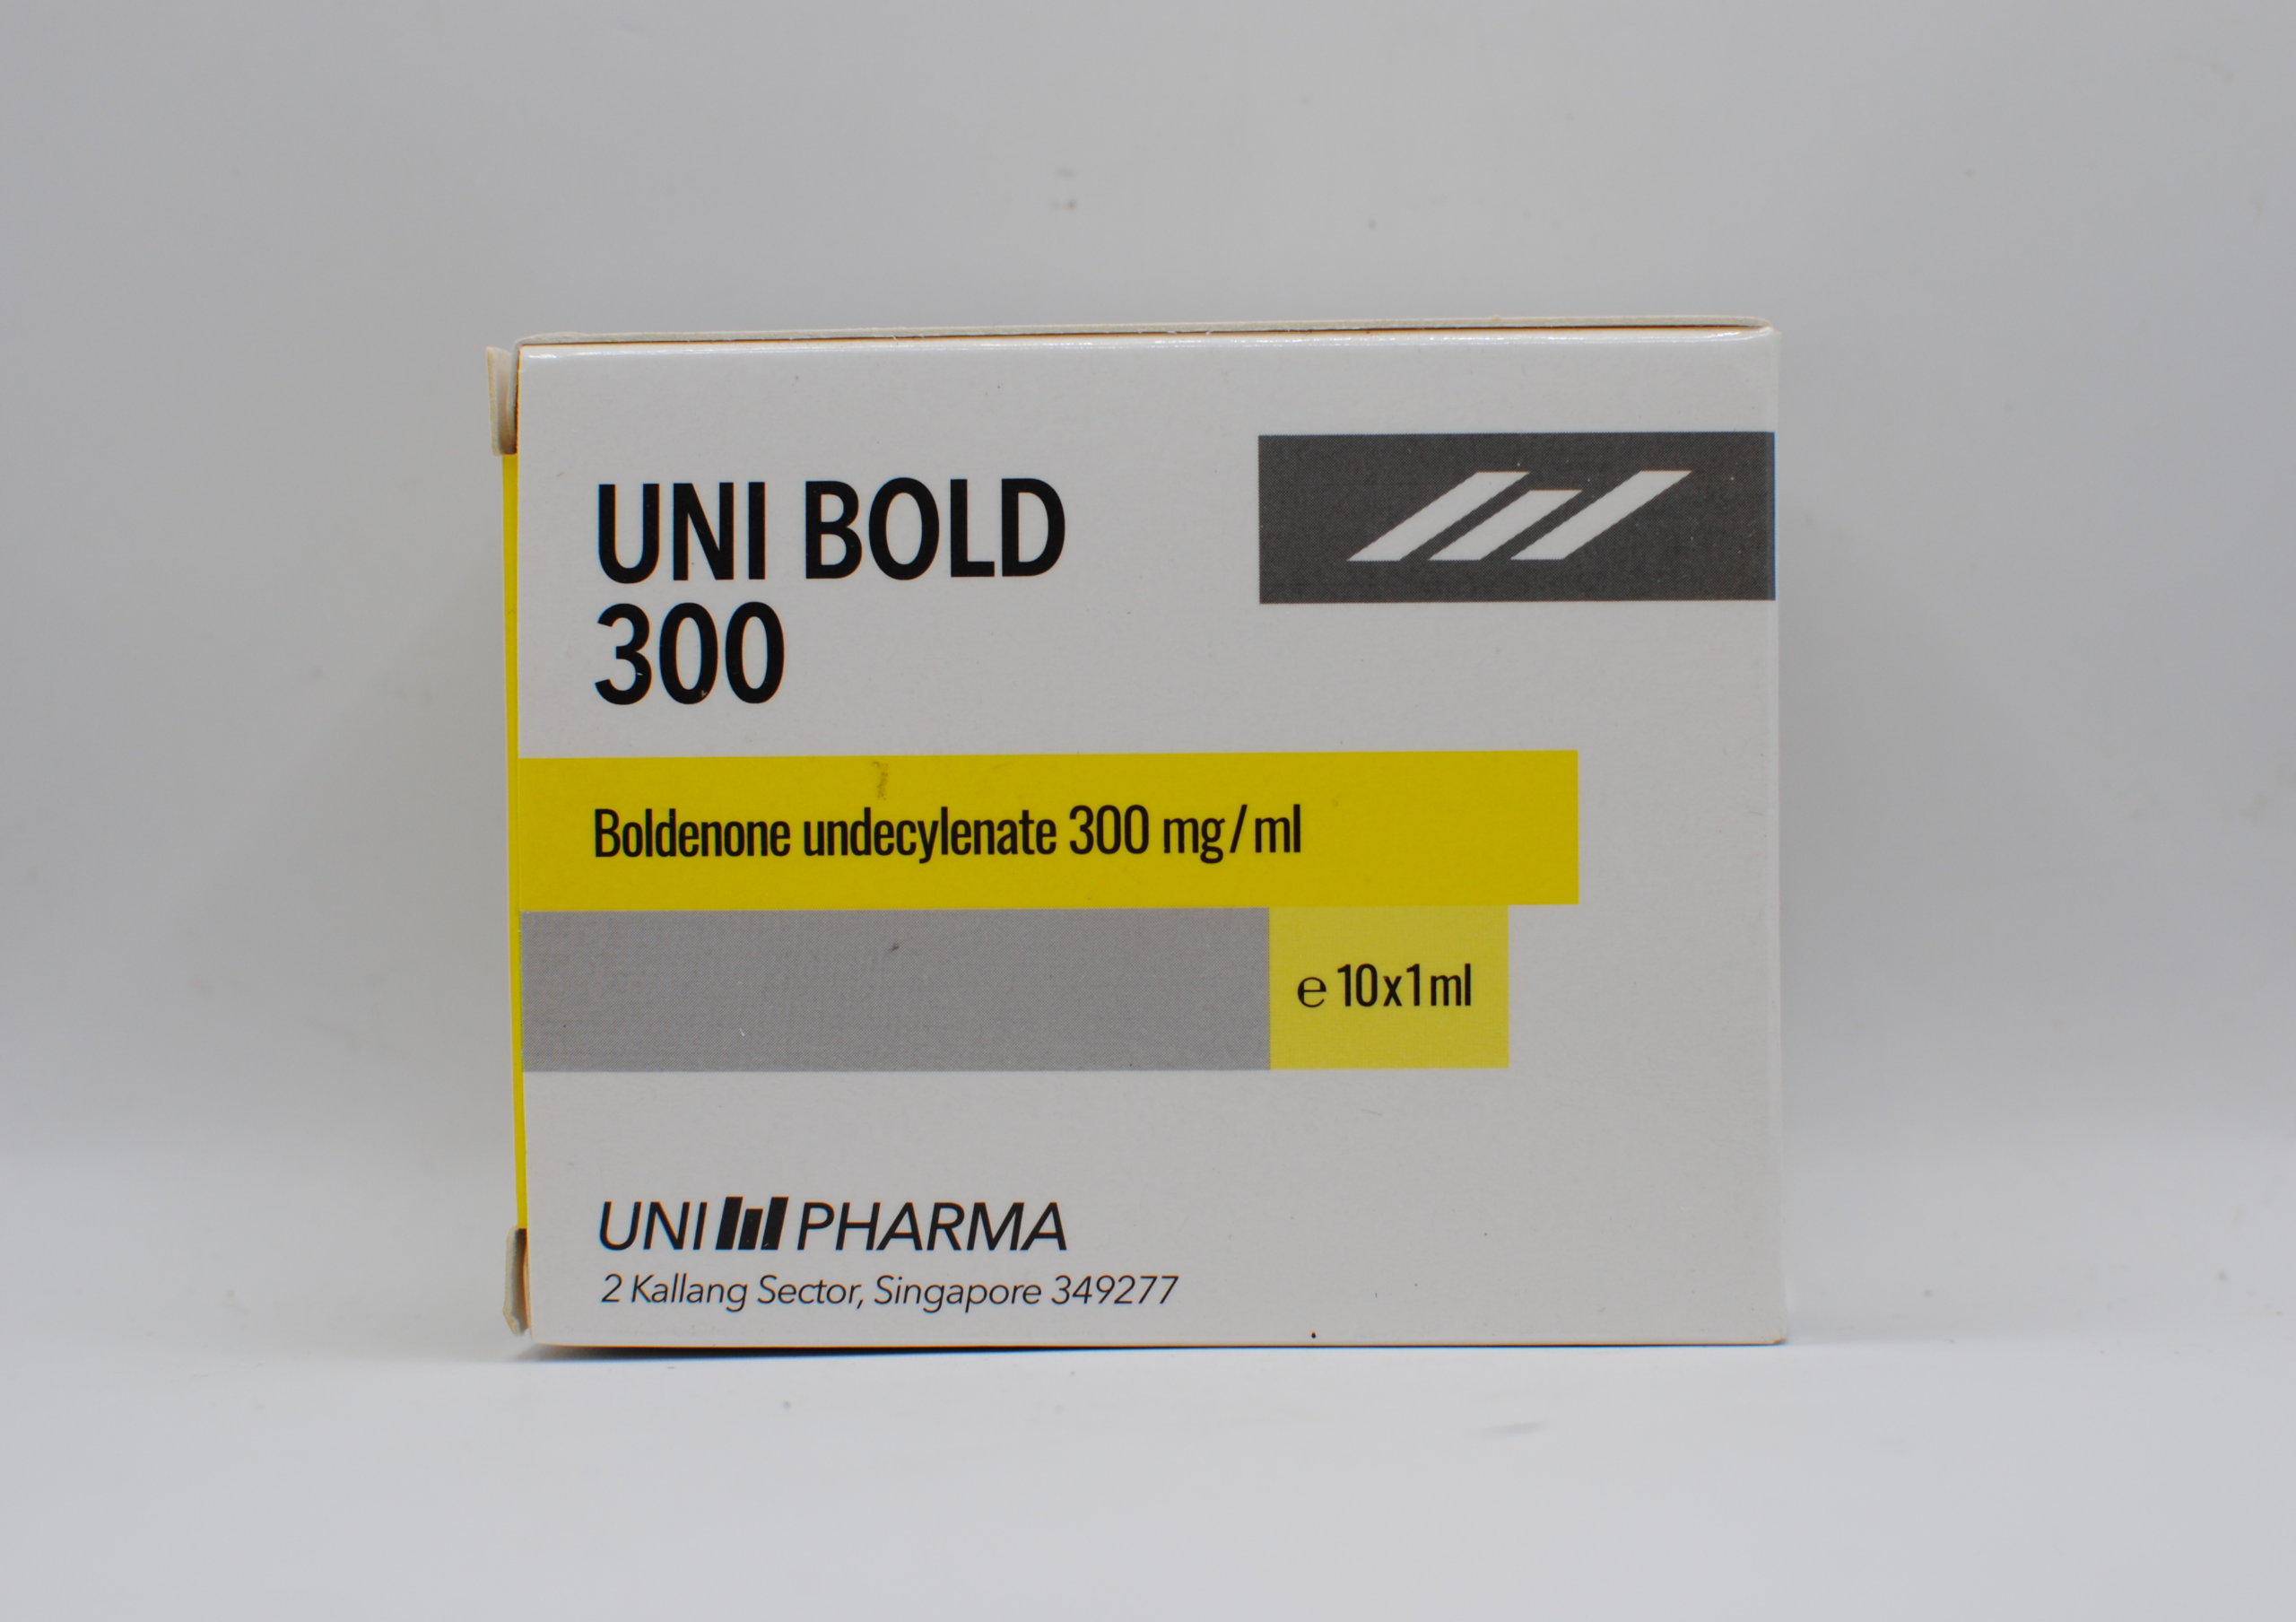 UNI BOLD
300
Boldenone undecylenate 300 mg/ml
℮ 10x1ml
UNI PHARMA
2 Kallang Sector, Singapore 349277